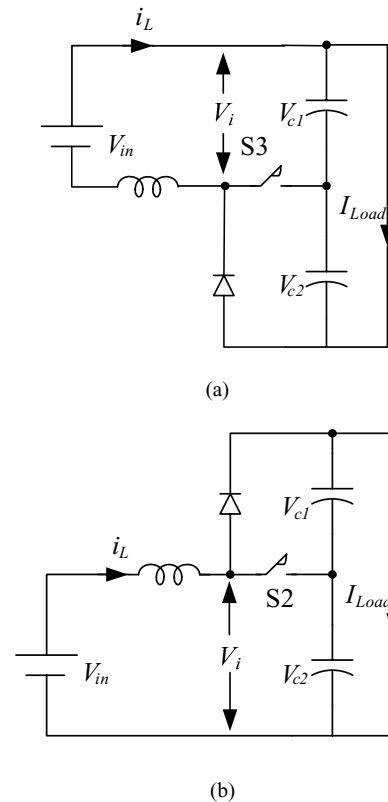 i_L
V_c1
V_i
V_in
S3
I_Load
V_c2
(a)
V_c1
i_L
S2
I_Load
V_i
V_c2
V_in
(b)